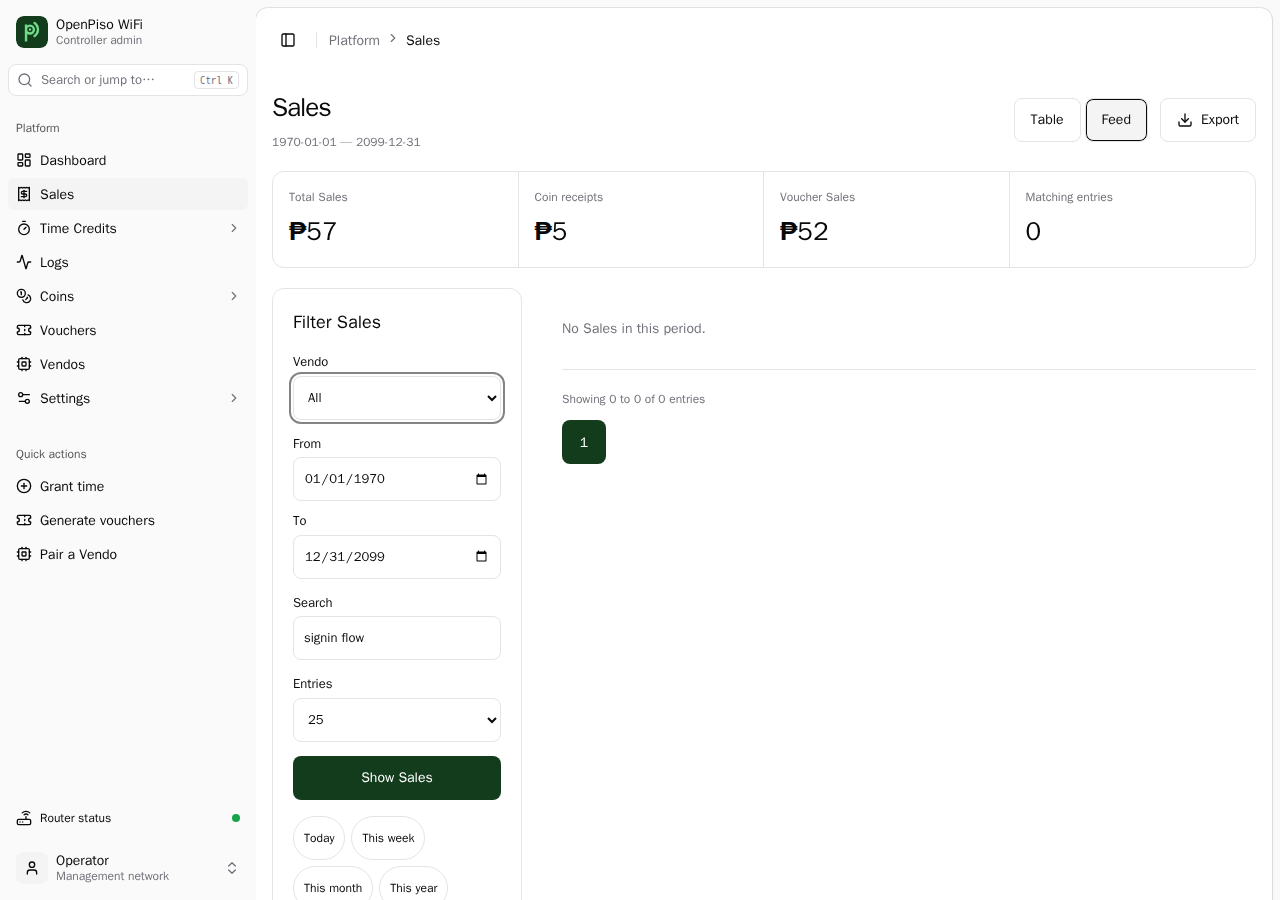 OpenPiso WiFi
Controller admin
Search or jump to···
Ctrl K
Platform
Dashboard
Sales
Time Credits
Logs
Coins
Vouchers
Vendos
Settings
Quick actions
Grant time
Generate vouchers
Pair a Vendo
Router status
Operator
Management network
Platform
Sales
Sales
1970-01-01 — 2099-12-31
Table
Feed
Export
Total Sales
₱57
Coin receipts
₱5
Voucher Sales
₱52
Matching entries
0
Filter Sales
Vendo
All
From
01/01/1970
To
12/31/2099
Search
signin flow
Entries
25
Show Sales
Today
This week
This month
This year
No Sales in this period.
Showing 0 to 0 of 0 entries
1